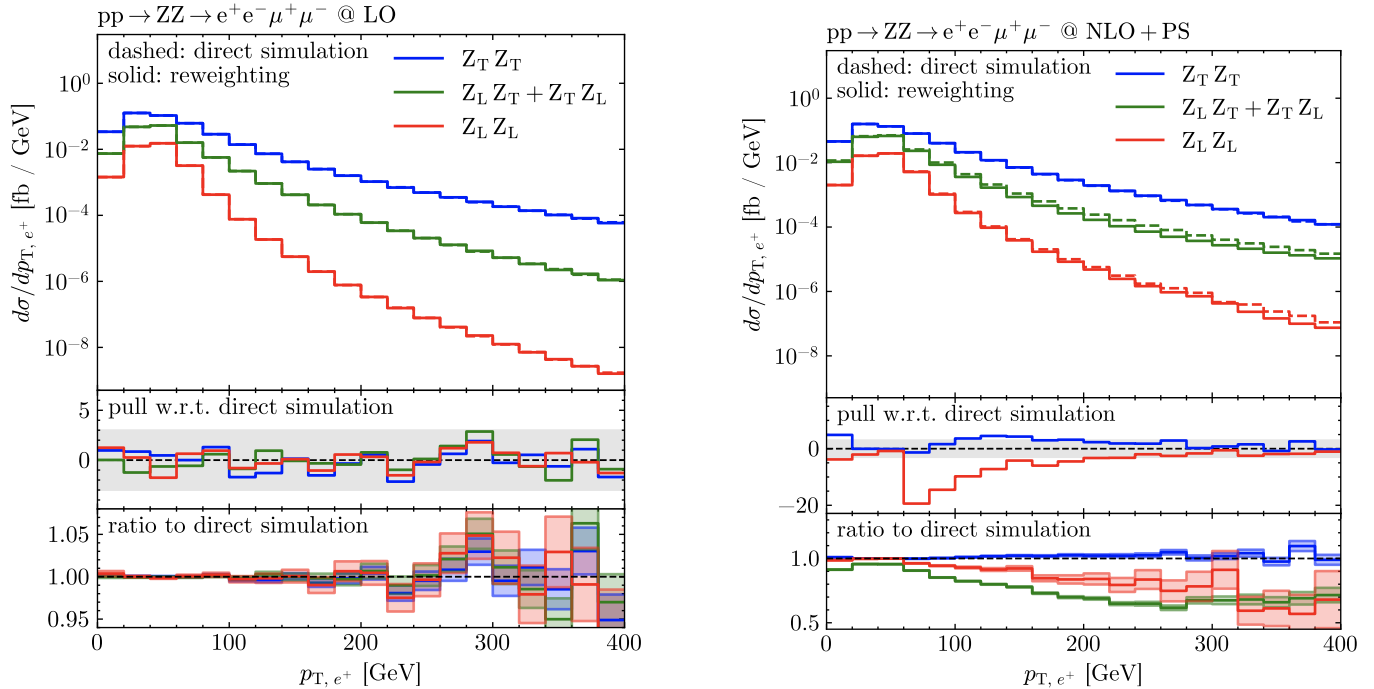 pp → ZZ → e⁺e⁻μ⁺μ⁻ @ LO
dashed: direct simulation
solid: reweighting
Z_T Z_T
Z_L Z_T + Z_T Z_L
Z_L Z_L
dσ/dp_T, e⁺ [fb / GeV]
10⁰
10⁻²
10⁻⁴
10⁻⁶
10⁻⁸
pull w.r.t. direct simulation
5
0
ratio to direct simulation
1.05
1.00
0.95
0 100 200 300 400
p_T, e⁺ [GeV]
pp → ZZ → e⁺e⁻μ⁺μ⁻ @ NLO + PS
dashed: direct simulation
solid: reweighting
Z_T Z_T
Z_L Z_T + Z_T Z_L
Z_L Z_L
dσ/dp_T, e⁺ [fb / GeV]
10⁰
10⁻²
10⁻⁴
10⁻⁶
10⁻⁸
pull w.r.t. direct simulation
0
−20
ratio to direct simulation
1.0
0.5
0 100 200 300 400
p_T, e⁺ [GeV]